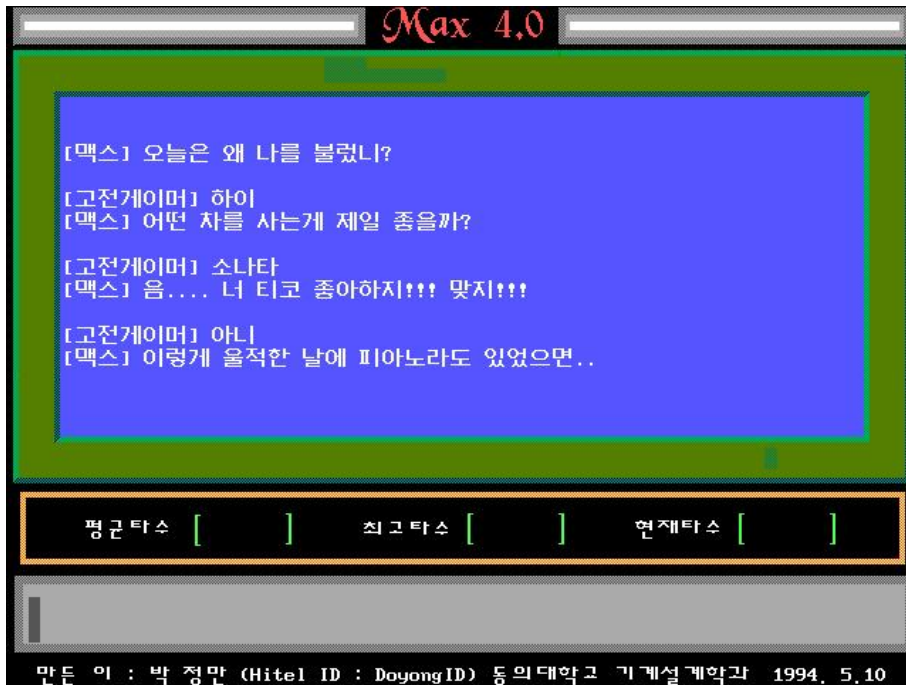 Max 4.0
[맥스] 오늘은 왜 나를 불렀니?
[고전게이머] 하이
[맥스] 어떤 차를 사는게 제일 좋을까?
[고전게이머] 소나타
[맥스] 음.... 너 티코 좋아하지!!! 맞지!!!
[고전게이머] 아니
[맥스] 이렇게 울적한 날에 피아노라도 있었으면..
평균타수 [ ] 최고타수 [ ] 현재타수 [ ]
만든 이 : 박 정만 (Hitel ID : DoyongID) 동의대학교 기계설계학과 1994. 5.10